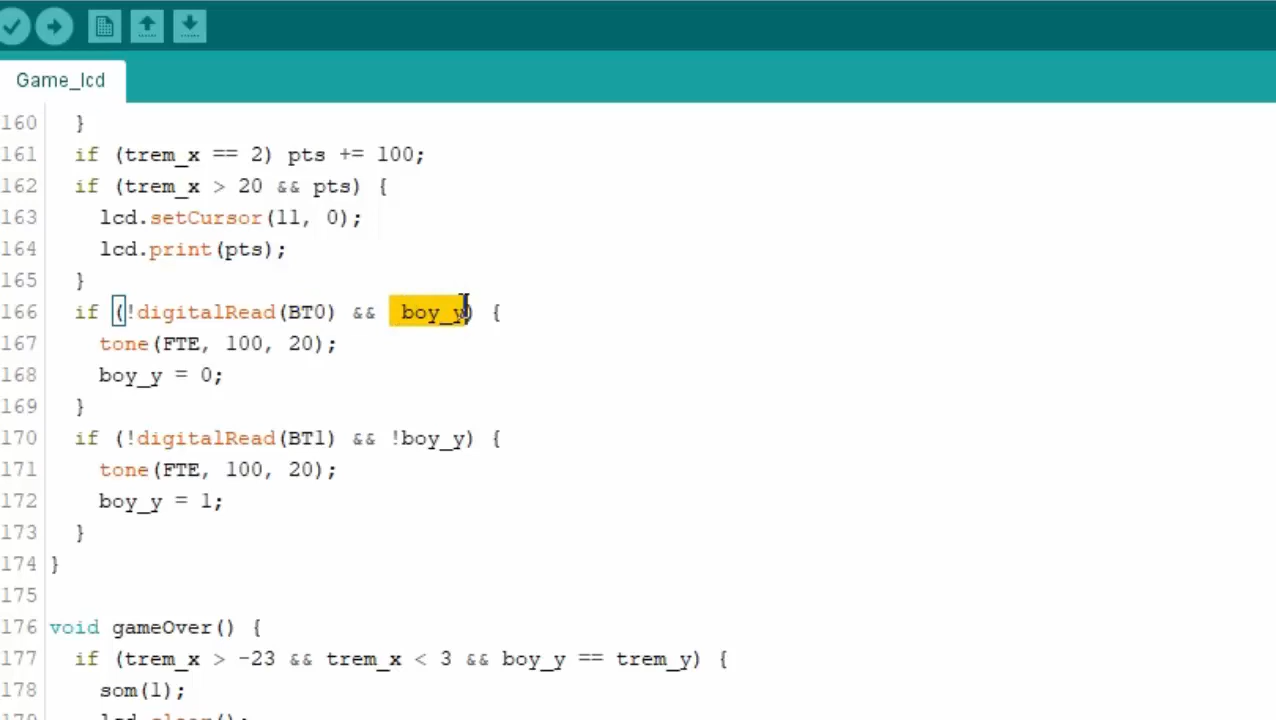 Game_lcd
160 }
161 if (trem_x == 2) pts += 100;
162 if (trem_x > 20 && pts) {
163 lcd.setCursor(11, 0);
164 lcd.print(pts);
165 }
166 if (!digitalRead(BT0) && boy_y) {
167 tone(FTE, 100, 20);
168 boy_y = 0;
169 }
170 if (!digitalRead(BT1) && !boy_y) {
171 tone(FTE, 100, 20);
172 boy_y = 1;
173 }
174 }
175
176 void gameOver() {
177 if (trem_x > -23 && trem_x < 3 && boy_y == trem_y) {
178 som(1);
179 lcd.clear();